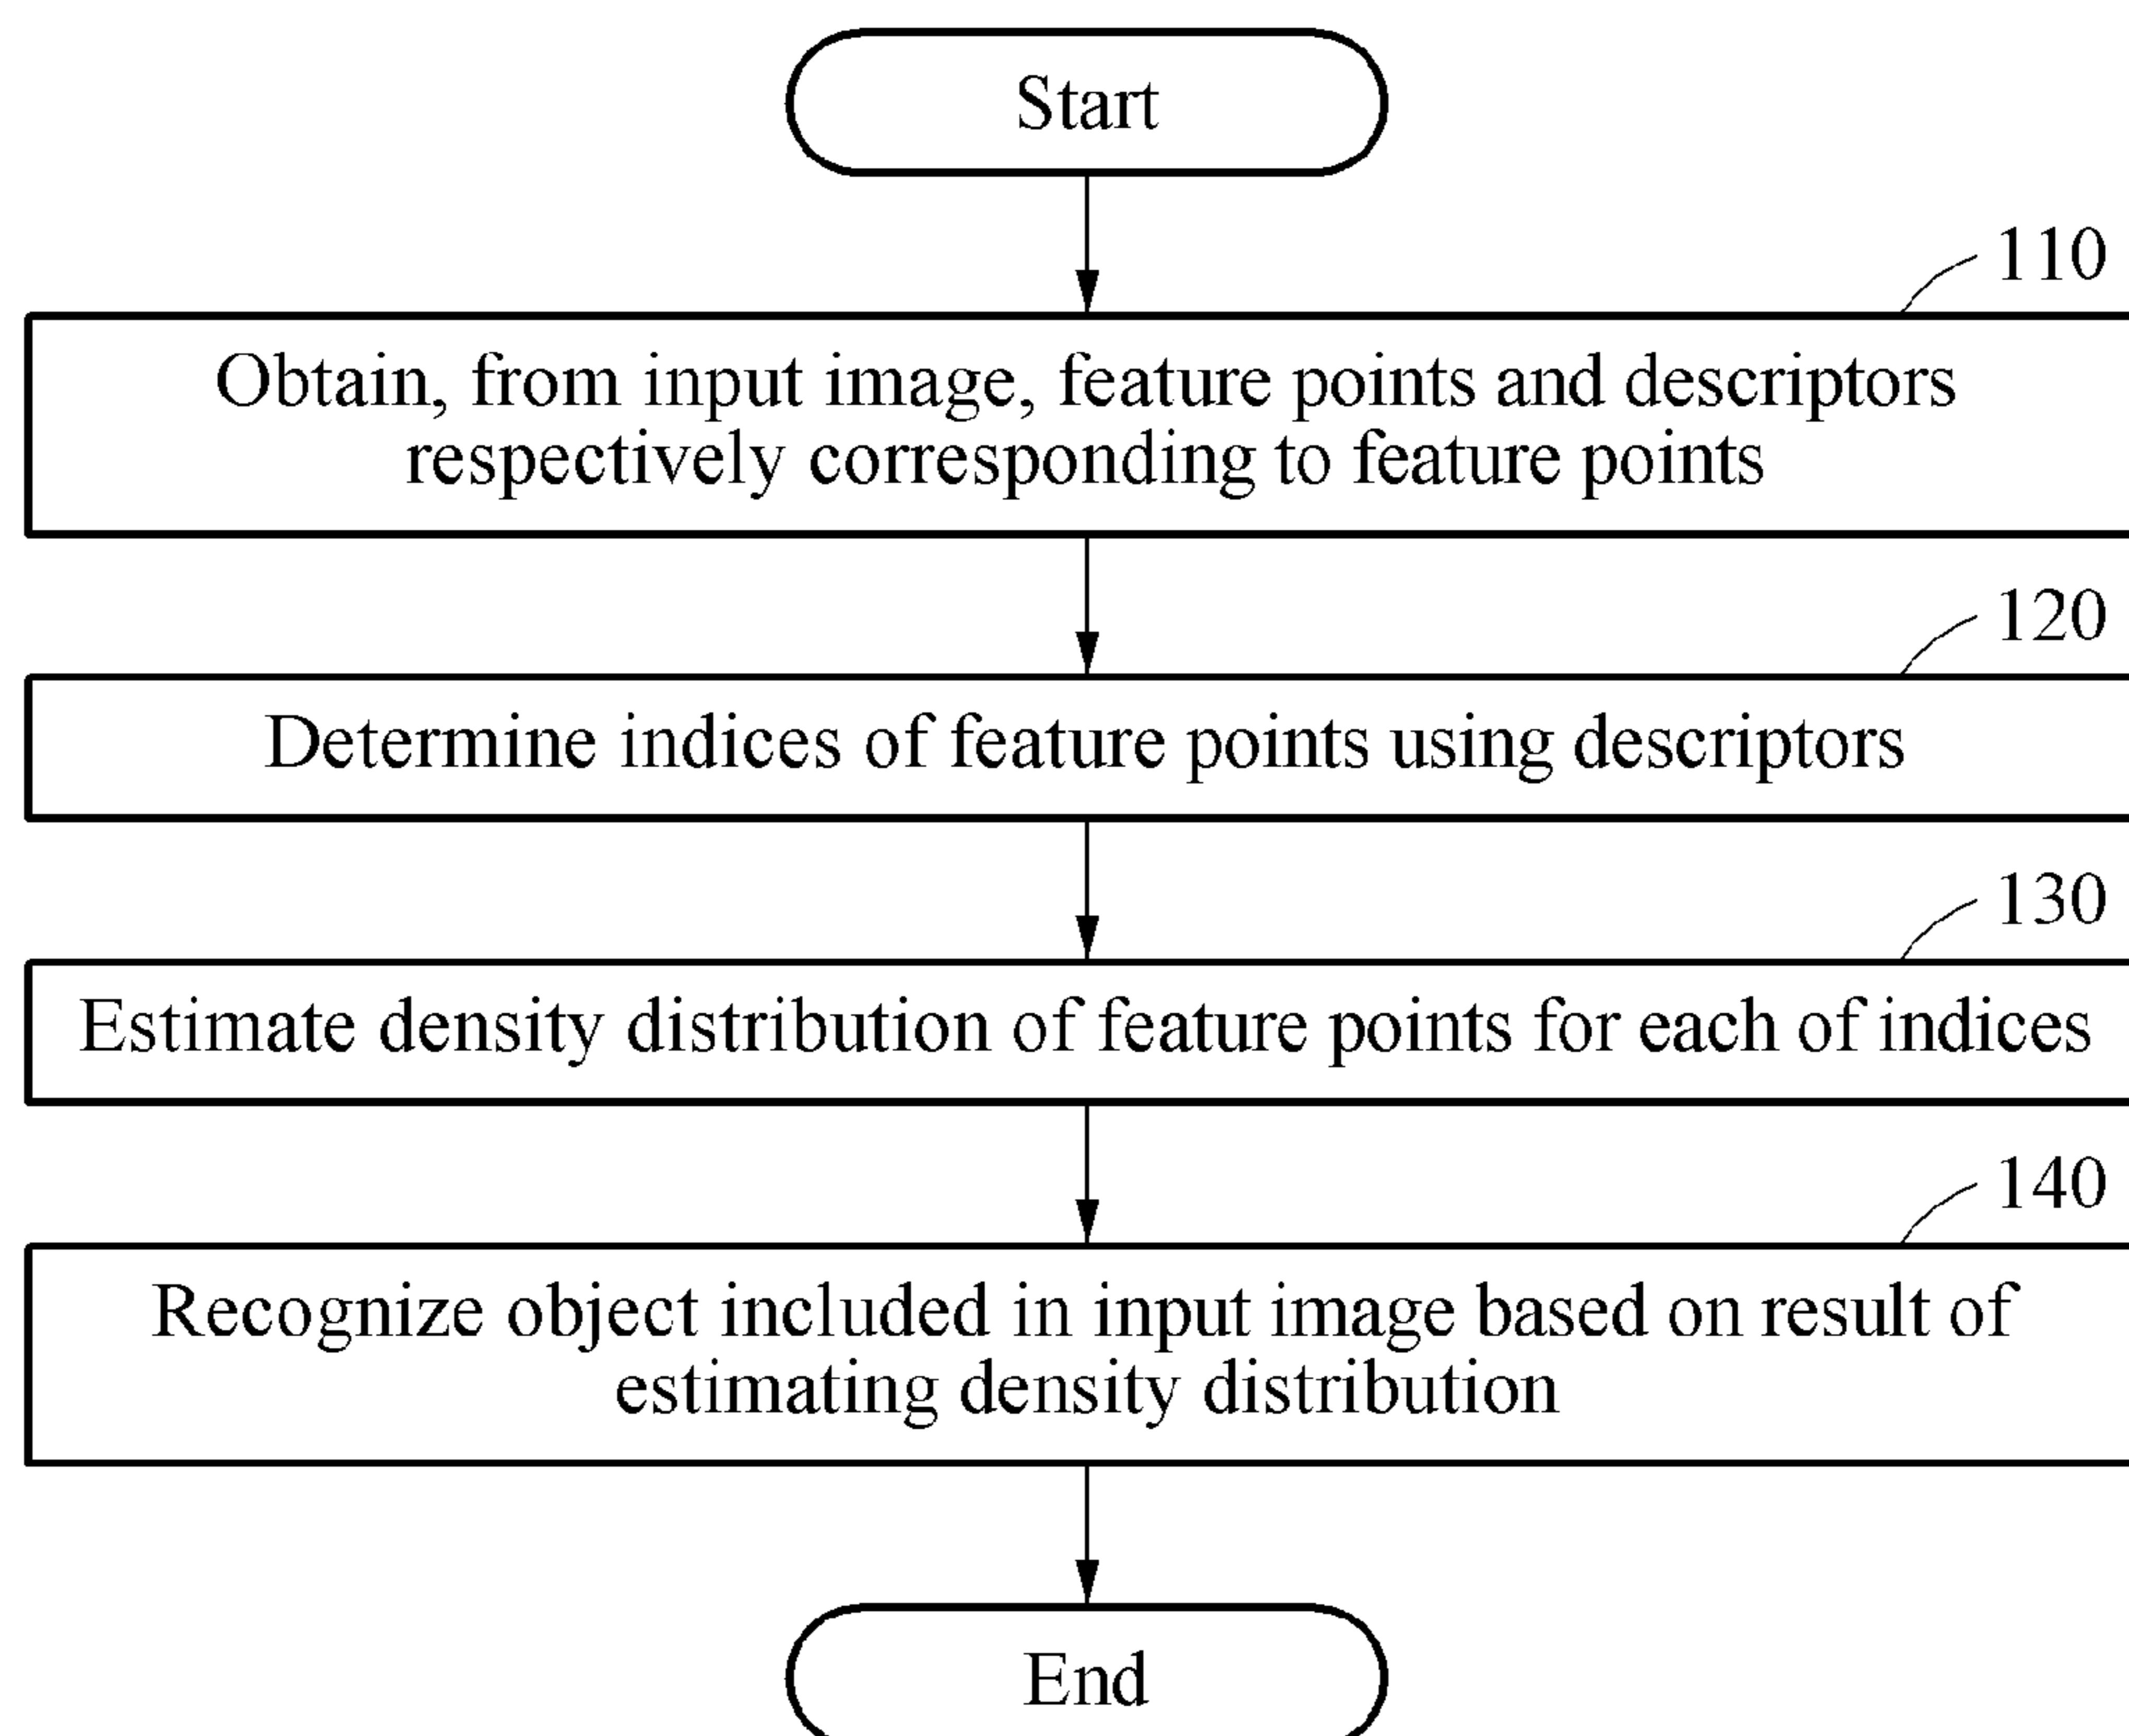 Start
110
Obtain, from input image, feature points and descriptors
respectively corresponding to feature points
120
Determine indices of feature points using descriptors
130
Estimate density distribution of feature points for each of indices
140
Recognize object included in input image based on result of
estimating density distribution
End